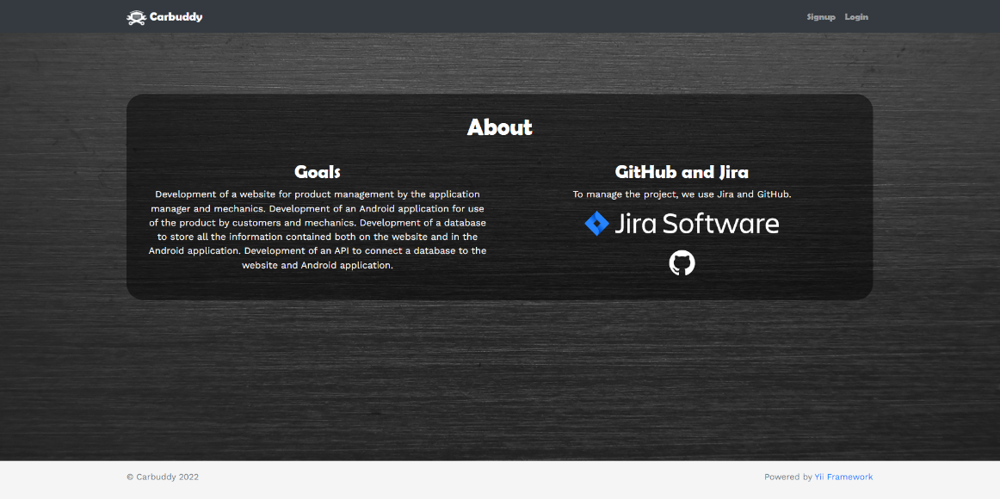 Carbuddy
Signup Login
About
Goals
Development of a website for product management by the application
manager and mechanics. Development of an Android application for use
of the product by customers and mechanics. Development of a database
to store all the information contained both on the website and in the
Android application. Development of an API to connect a database to the
website and Android application.
GitHub and Jira
To manage the project, we use Jira and GitHub.
Jira Software
© Carbuddy 2022
Powered by Yii Framework